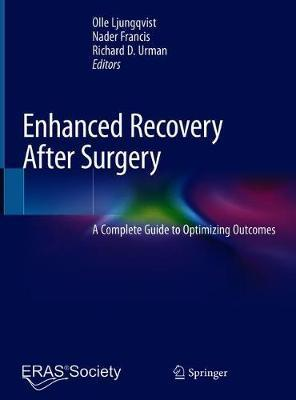 Olle Ljungqvist
Nader Francis
Richard D. Urman
Editors
Enhanced Recovery
After Surgery
A Complete Guide to Optimizing Outcomes
ERAS®Society
Springer